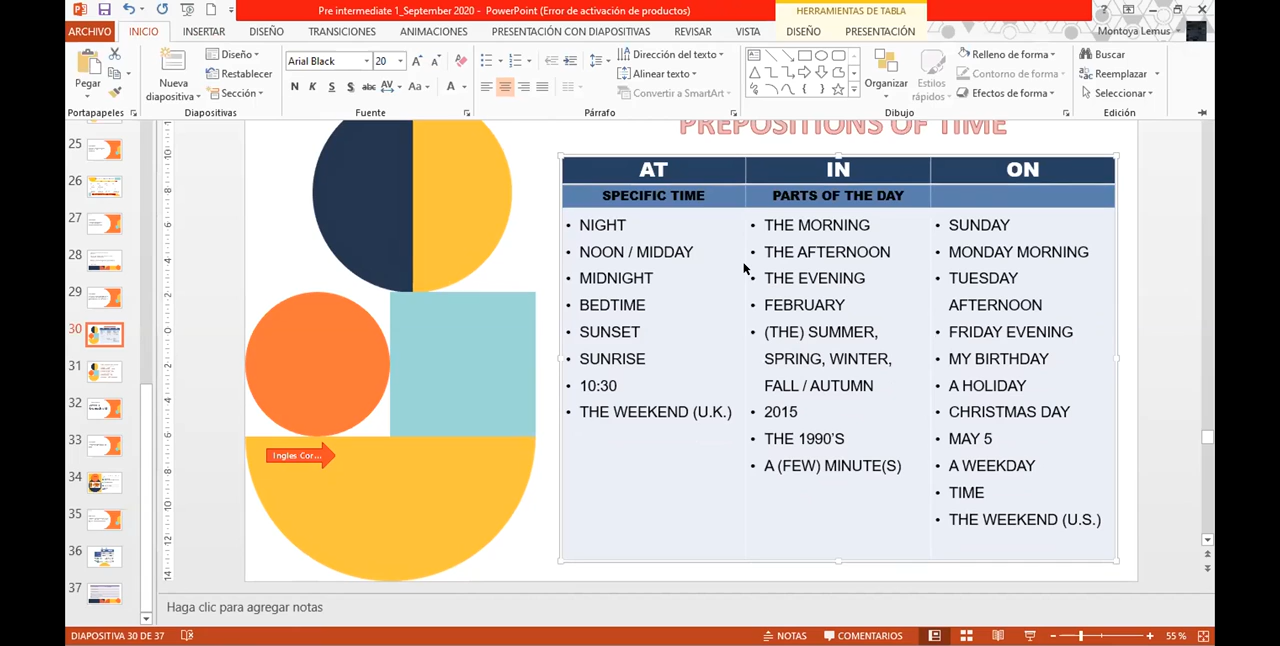 Pre intermediate 1_September 2020 - PowerPoint (Error de activación de productos)
HERRAMIENTAS DE TABLA
ARCHIVO INICIO INSERTAR DISEÑO TRANSICIONES ANIMACIONES PRESENTACIÓN CON DIAPOSITIVAS REVISAR VISTA DISEÑO PRESENTACIÓN Montoya Lemus
Pegar
Nueva diapositiva
Diseño
Restablecer
Sección
Arial Black 20
N K S S abc AV Aa A
Dirección del texto
Alinear texto
Convertir a SmartArt
Organizar
Estilos rápidos
Relleno de forma
Contorno de forma
Efectos de forma
Buscar
Reemplazar
Seleccionar
Portapapeles Diapositivas Fuente Párrafo Dibujo Edición
25
26
27
28
29
30
31
32
33
34
35
36
37
PREPOSITIONS OF TIME
AT IN ON
SPECIFIC TIME PARTS OF THE DAY
• NIGHT
• NOON / MIDDAY
• MIDNIGHT
• BEDTIME
• SUNSET
• SUNRISE
• 10:30
• THE WEEKEND (U.K.)
• THE MORNING
• THE AFTERNOON
• THE EVENING
• FEBRUARY
• (THE) SUMMER,
SPRING, WINTER,
FALL / AUTUMN
• 2015
• THE 1990'S
• A (FEW) MINUTE(S)
• SUNDAY
• MONDAY MORNING
• TUESDAY
AFTERNOON
• FRIDAY EVENING
• MY BIRTHDAY
• A HOLIDAY
• CHRISTMAS DAY
• MAY 5
• A WEEKDAY
• TIME
• THE WEEKEND (U.S.)
Ingles Cor...
Haga clic para agregar notas
DIAPOSITIVA 30 DE 37 NOTAS COMENTARIOS 55 %